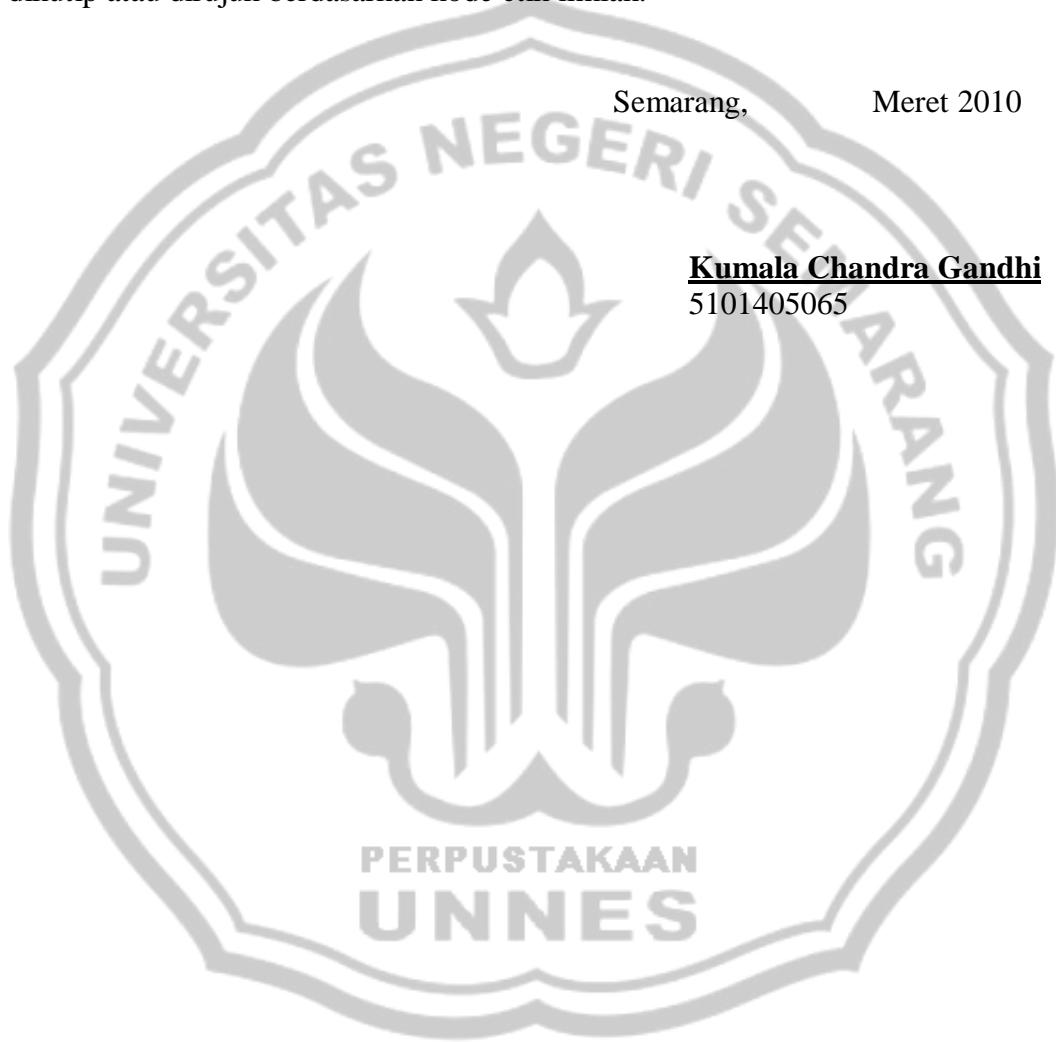 Semarang, Meret 2010
UNIVERSITAS NEGERI SEMARANG
Kumala Chandra Gandhi
5101405065
PERPUSTAKAAN
UNNES